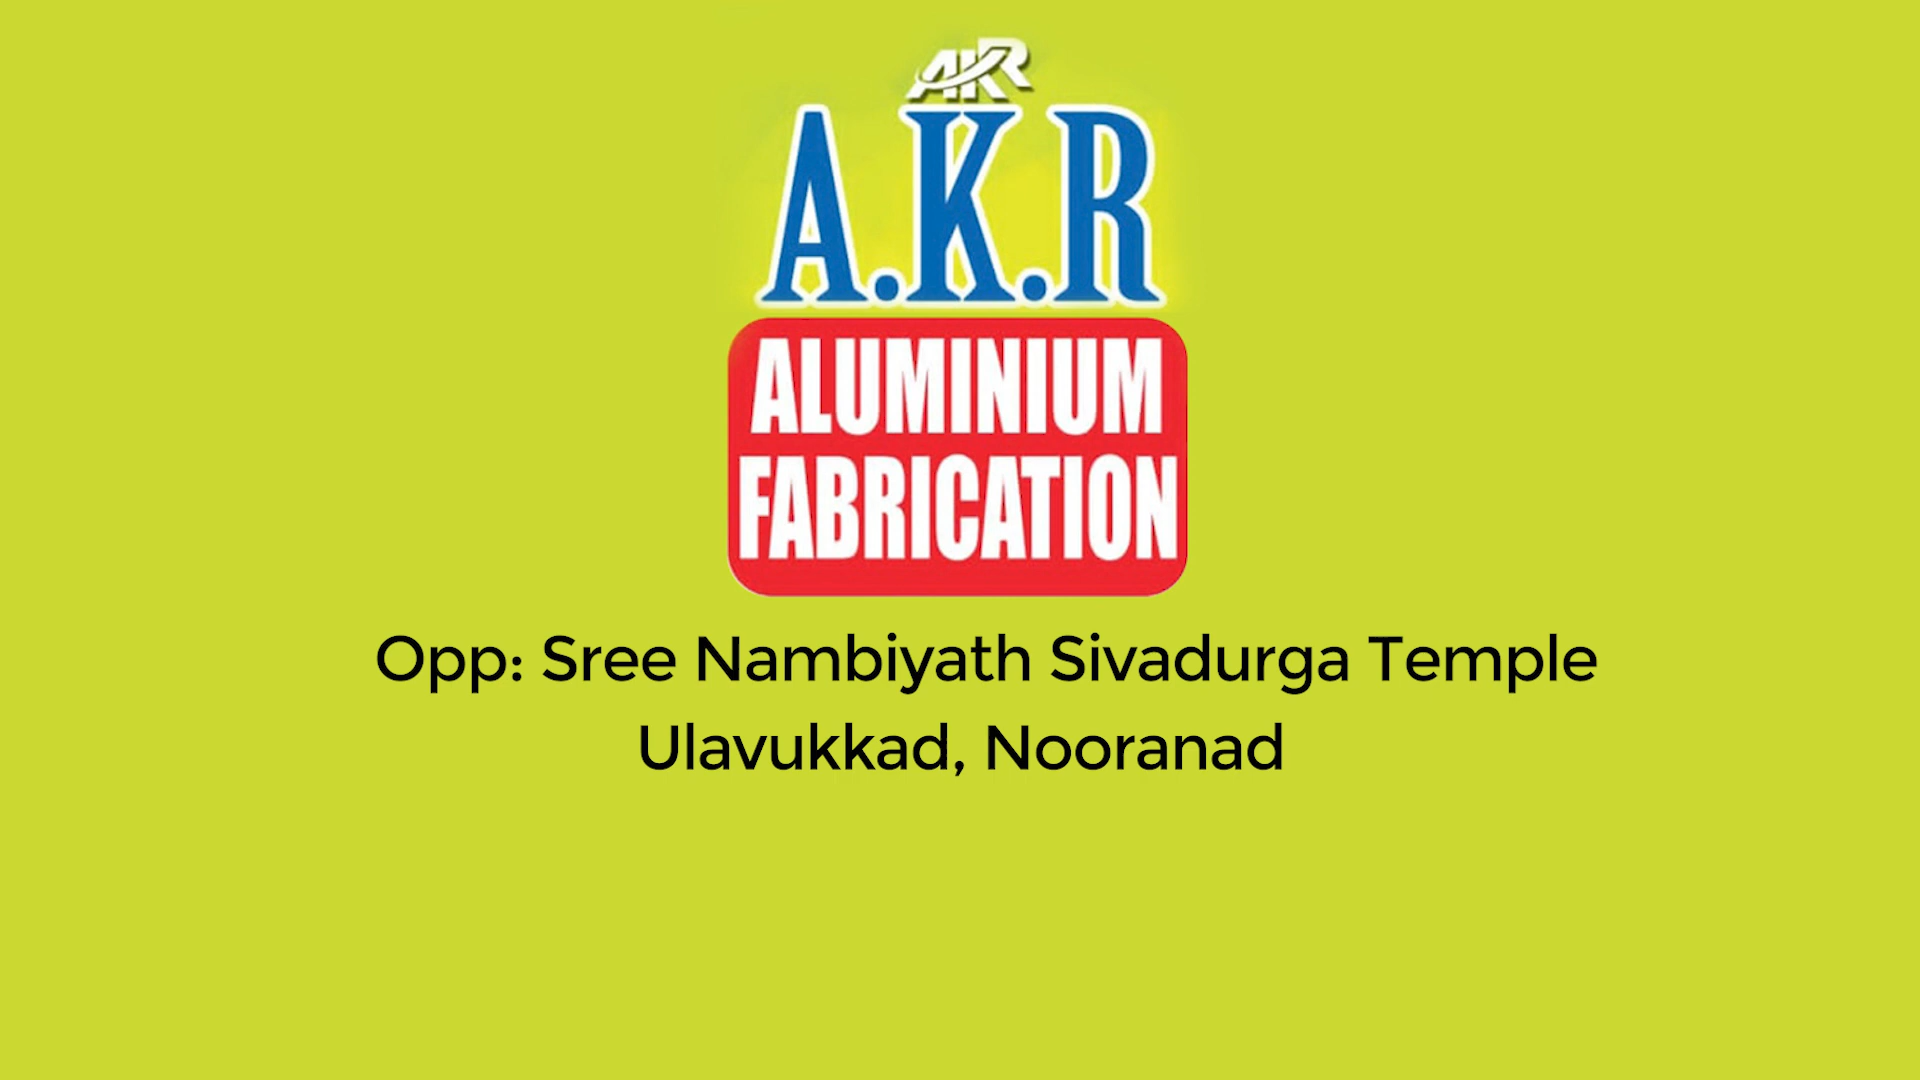 AKR
A.K.R
ALUMINIUM
FABRICATION
Opp: Sree Nambiyath Sivadurga Temple
Ulavukkad, Nooranad